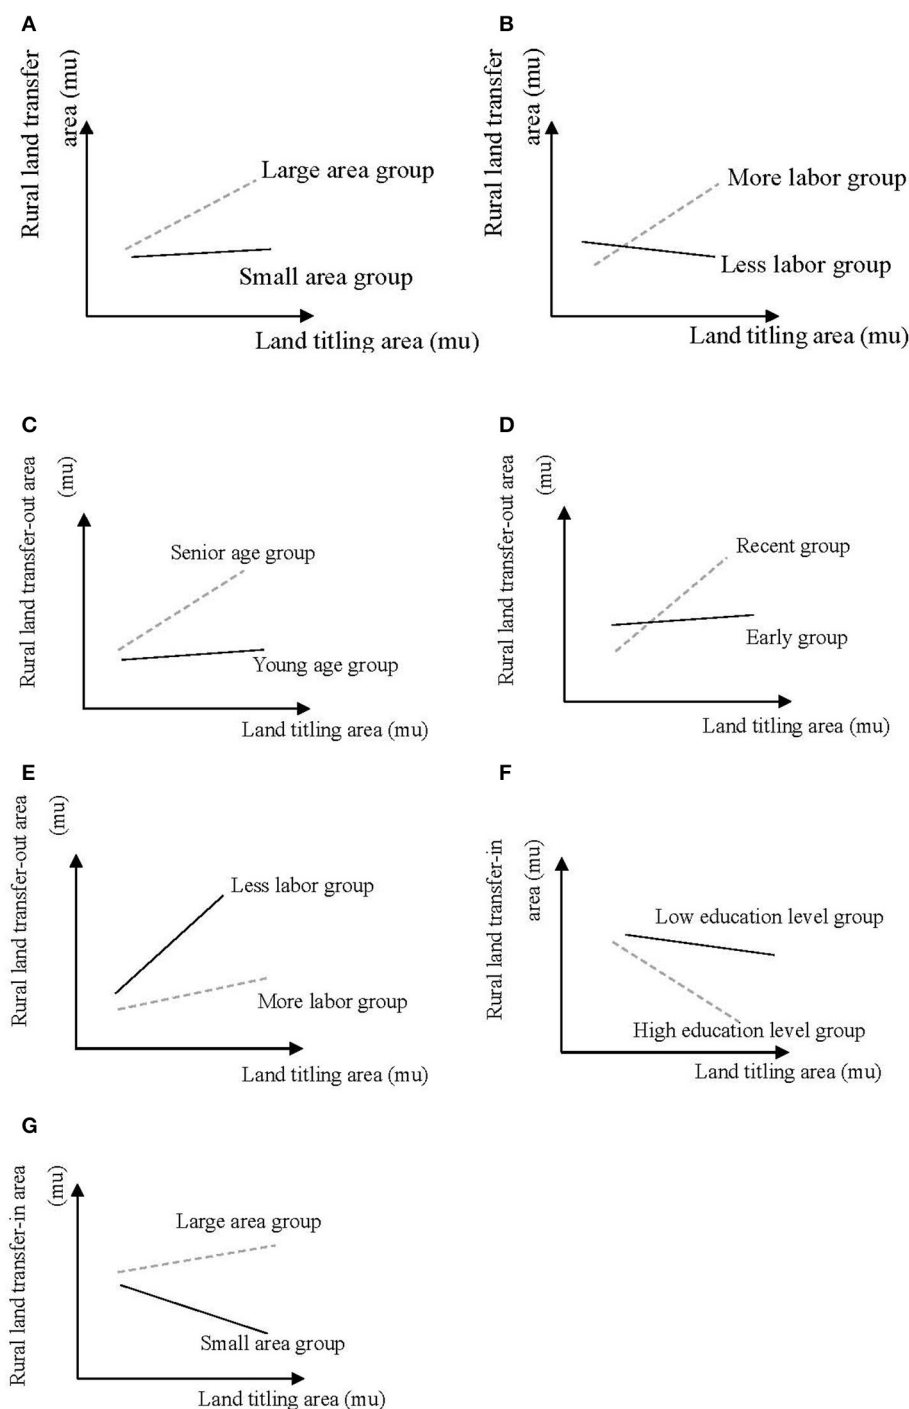 A
Rural land transfer
area (mu)
Large area group
Small area group
Land titling area (mu)
B
Rural land transfer
area (mu)
More labor group
Less labor group
Land titling area (mu)
C
Rural land transfer-out area
(mu)
Senior age group
Young age group
Land titling area (mu)
D
Rural land transfer-out area
(mu)
Recent group
Early group
Land titling area (mu)
E
Rural land transfer-out area
(mu)
Less labor group
More labor group
Land titling area (mu)
F
Rural land transfer-in
area (mu)
Low education level group
High education level group
Land titling area (mu)
G
Rural land transfer-in area
(mu)
Large area group
Small area group
Land titling area (mu)